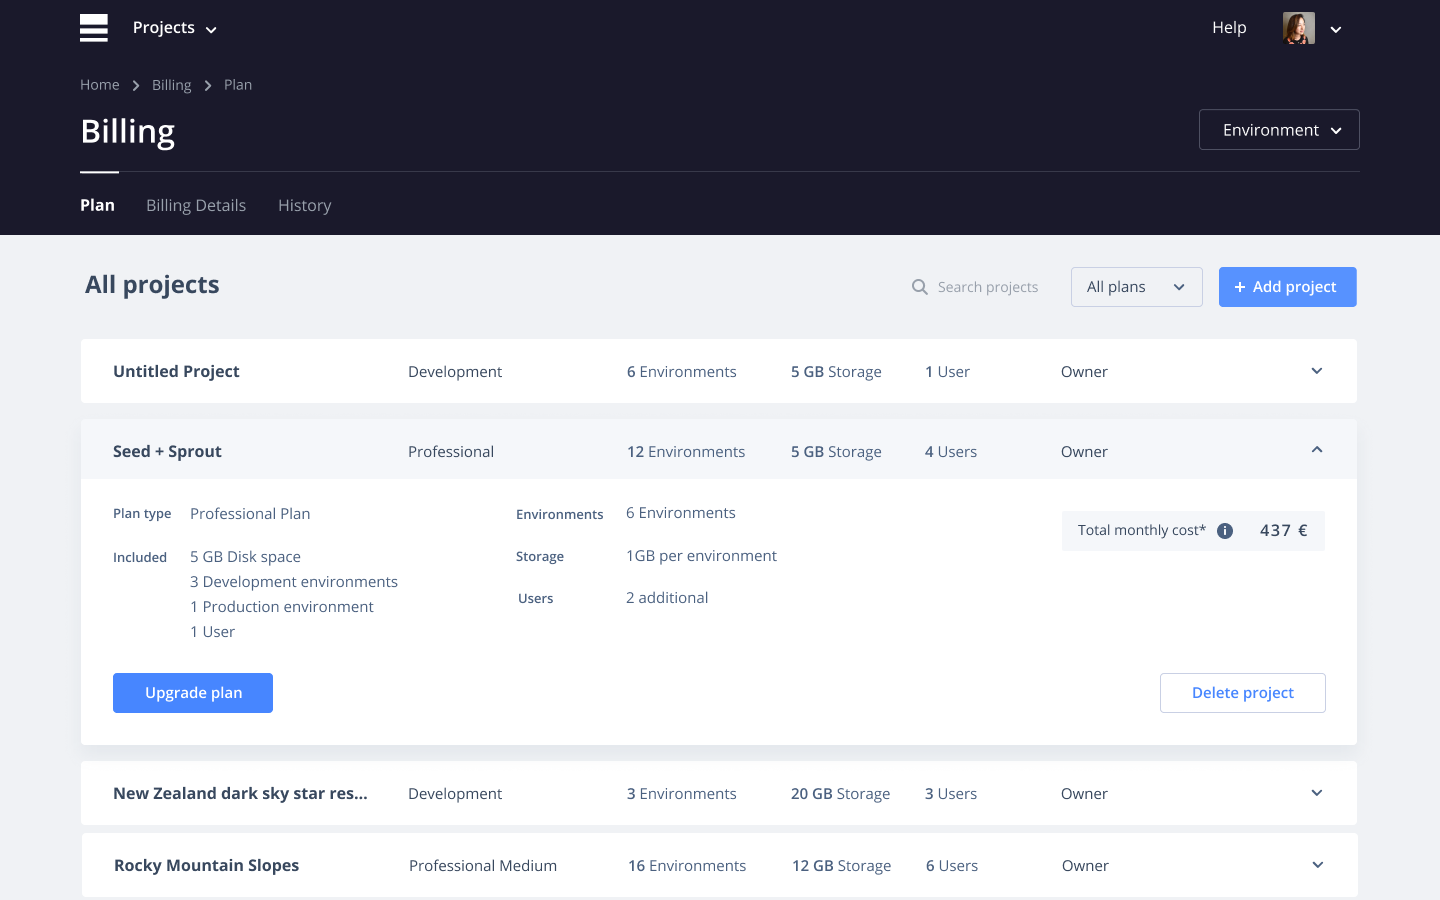 Projects
Help
Home
Billing
Plan
Billing
Environment
Plan
Billing Details
History
All projects
Search projects
All plans
+ Add project
Untitled Project Development 6 Environments 5 GB Storage 1 User Owner
Seed + Sprout Professional 12 Environments 5 GB Storage 4 Users Owner
Plan type Professional Plan
Included 5 GB Disk space
3 Development environments
1 Production environment
1 User
Environments 6 Environments
Storage 1GB per environment
Users 2 additional
Total monthly cost* i 437 €
Upgrade plan
Delete project
New Zealand dark sky star res... Development 3 Environments 20 GB Storage 3 Users Owner
Rocky Mountain Slopes Professional Medium 16 Environments 12 GB Storage 6 Users Owner